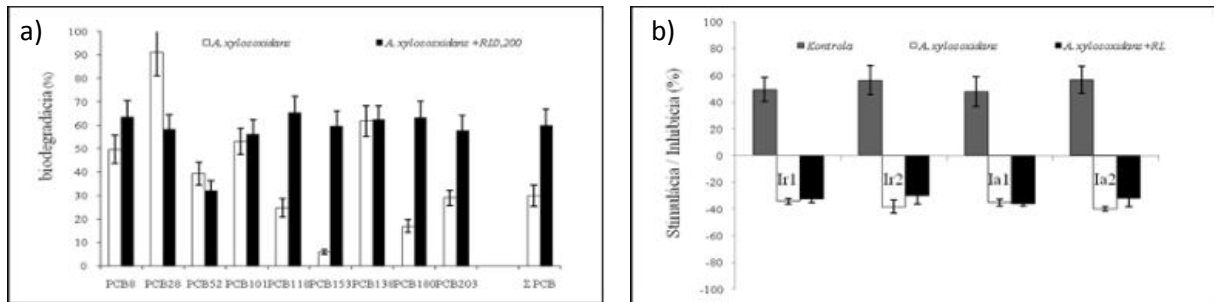 a)
A. xylosoxidans
A. xylosoxidans +RID,200
biodegradácia (%)
100
90
80
70
60
50
40
30
20
10
0
PCB8 PCB28 PCB52 PCB101 PCB118 PCB153 PCB138 PCB180 PCB203 Σ PCB
b)
Kontrola
A. xylosoxidans
A. xylosoxidans+RL
Stimulácia / Inhibícia (%)
100
80
60
40
20
0
-20
-40
-60
-80
-100
Ir1 Ir2 Ia1 Ia2